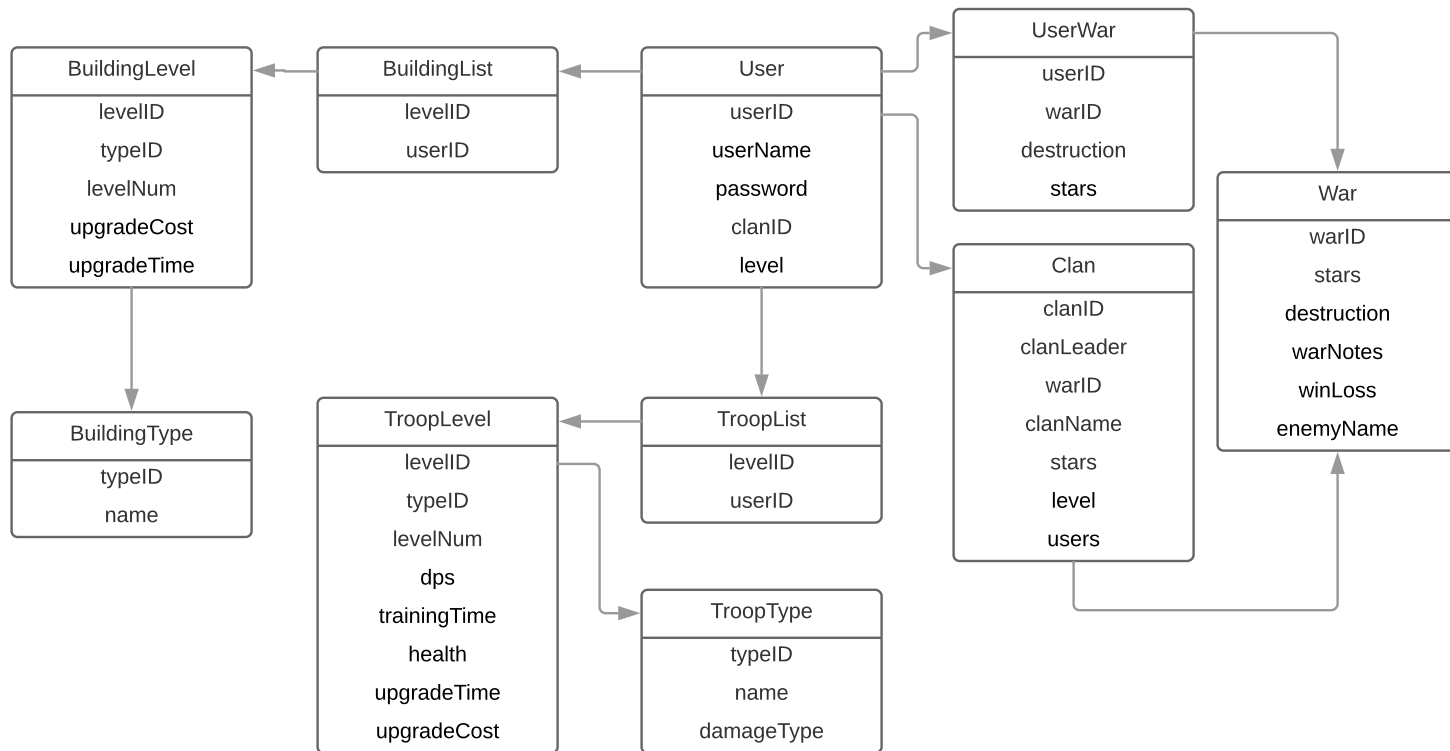 BuildingLevel
levelID
typeID
levelNum
upgradeCost
upgradeTime
BuildingList
levelID
userID
User
userID
userName
password
clanID
level
UserWar
userID
warID
destruction
stars
War
warID
stars
destruction
warNotes
winLoss
enemyName
Clan
clanID
clanLeader
warID
clanName
stars
level
users
BuildingType
typeID
name
TroopLevel
levelID
typeID
levelNum
dps
trainingTime
health
upgradeTime
upgradeCost
TroopList
levelID
userID
TroopType
typeID
name
damageType